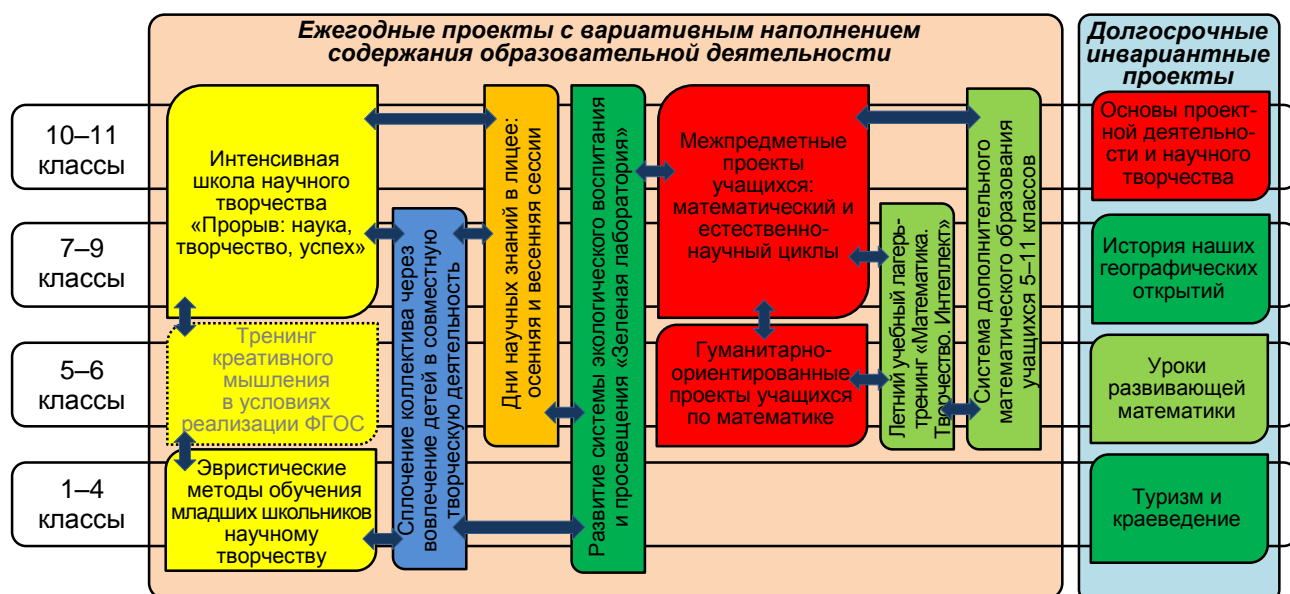 Ежегодные проекты с вариативным наполнением
содержания образовательной деятельности
Долгосрочные
инвариантные
проекты
10–11
классы
7–9
классы
5–6
классы
1–4
классы
Интенсивная
школа научного
творчества
«Прорыв: наука,
творчество, успех»
Тренинг
креативного
мышления
в условиях
реализации ФГОС
Эвристические
методы обучения
младших школьников
научному
творчеству
Сплочение коллектива через
вовлечение детей в совместную
творческую деятельность
Дни научных знаний в лицее:
осенняя и весенняя сессии
Развитие системы экологического воспитания
и просвещения «Зеленая лаборатория»
Межпредметные
проекты
учащихся:
математический и
естественно-
научный циклы
Гуманитарно-
ориентированные
проекты учащихся
по математике
Летний учебный лагерь-
тренинг «Математика.
Творчество. Интеллект»
Система дополнительного
математического образования
учащихся 5–11 классов
Основы проект-
ной деятельно-
сти и научного
творчества
История наших
географических
открытий
Уроки
развивающей
математики
Туризм и
краеведение